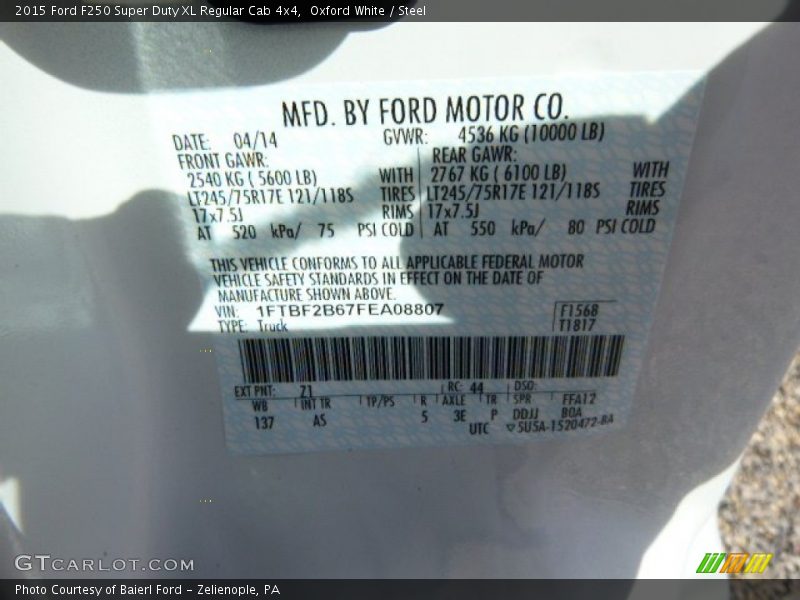 2015 Ford F250 Super Duty XL Regular Cab 4x4,  Oxford White / Steel
MFD. BY FORD MOTOR CO.
DATE: 04/14 GVWR: 4536 KG (10000 LB)
FRONT GAWR: REAR GAWR:
2540 KG ( 5600 LB) WITH 2767 KG ( 6100 LB) WITH
LT245/75R17E 121/118S TIRES LT245/75R17E 121/118S TIRES
17x7.5J RIMS 17x7.5J RIMS
AT 520 kPa/ 75 PSI COLD AT 550 kPa/ 80 PSI COLD
THIS VEHICLE CONFORMS TO ALL APPLICABLE FEDERAL MOTOR
VEHICLE SAFETY STANDARDS IN EFFECT ON THE DATE OF
MANUFACTURE SHOWN ABOVE.
VIN: 1FTBF2B67FEA08807 F1568
TYPE: Truck T1817
EXT PNT: Z1 RC: 44 DSO:
WB INT TR TP/PS R AXLE TR SPR FFA12
137 AS 5 3E P DDJJ BOA
UTC ▽5U5A-1520472-BA
GTCARLOT.COM
Photo Courtesy of Baierl Ford - Zelienople, PA